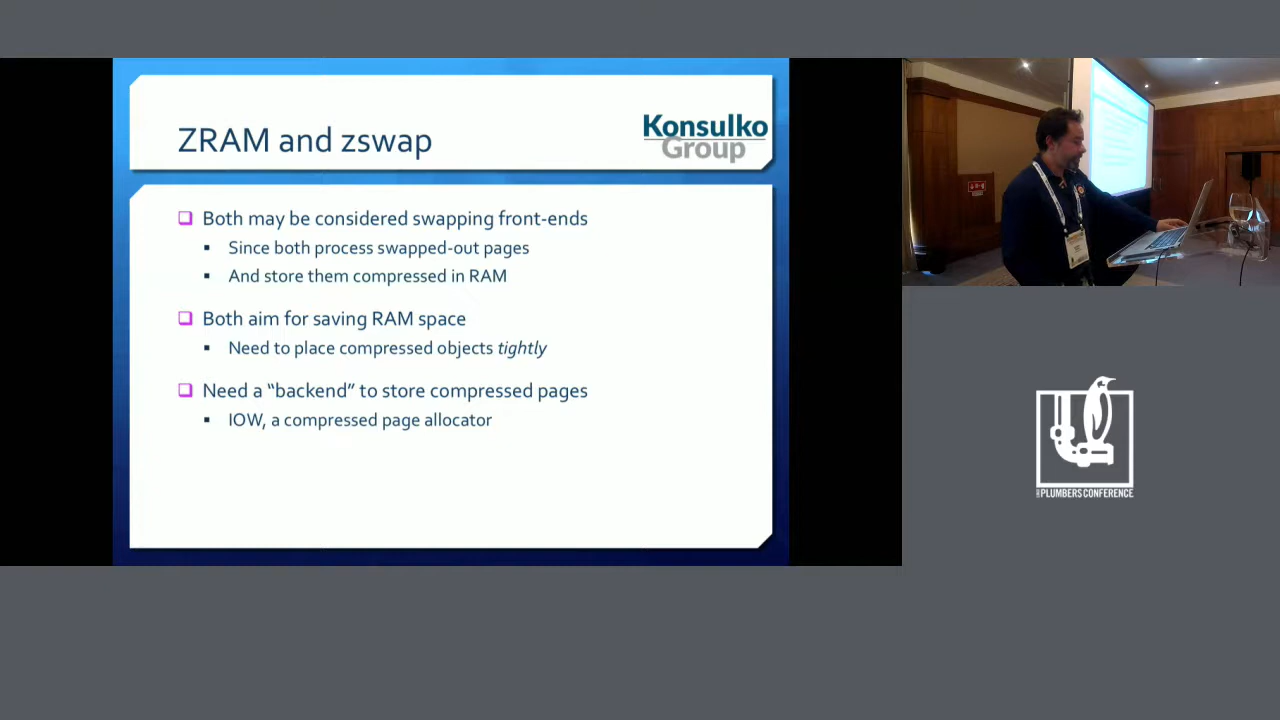 ZRAM and zswap
Konsulko
Group
Both may be considered swapping front-ends
Since both process swapped-out pages
And store them compressed in RAM
Both aim for saving RAM space
Need to place compressed objects tightly
Need a “backend” to store compressed pages
IOW, a compressed page allocator
PLUMBERS CONFERENCE